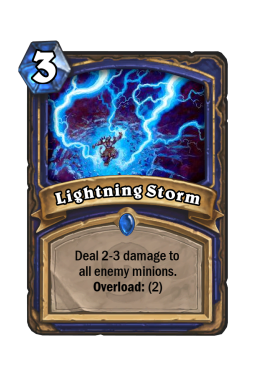 3
Lightning Storm
Deal 2-3 damage to
all enemy minions.
Overload: (2)